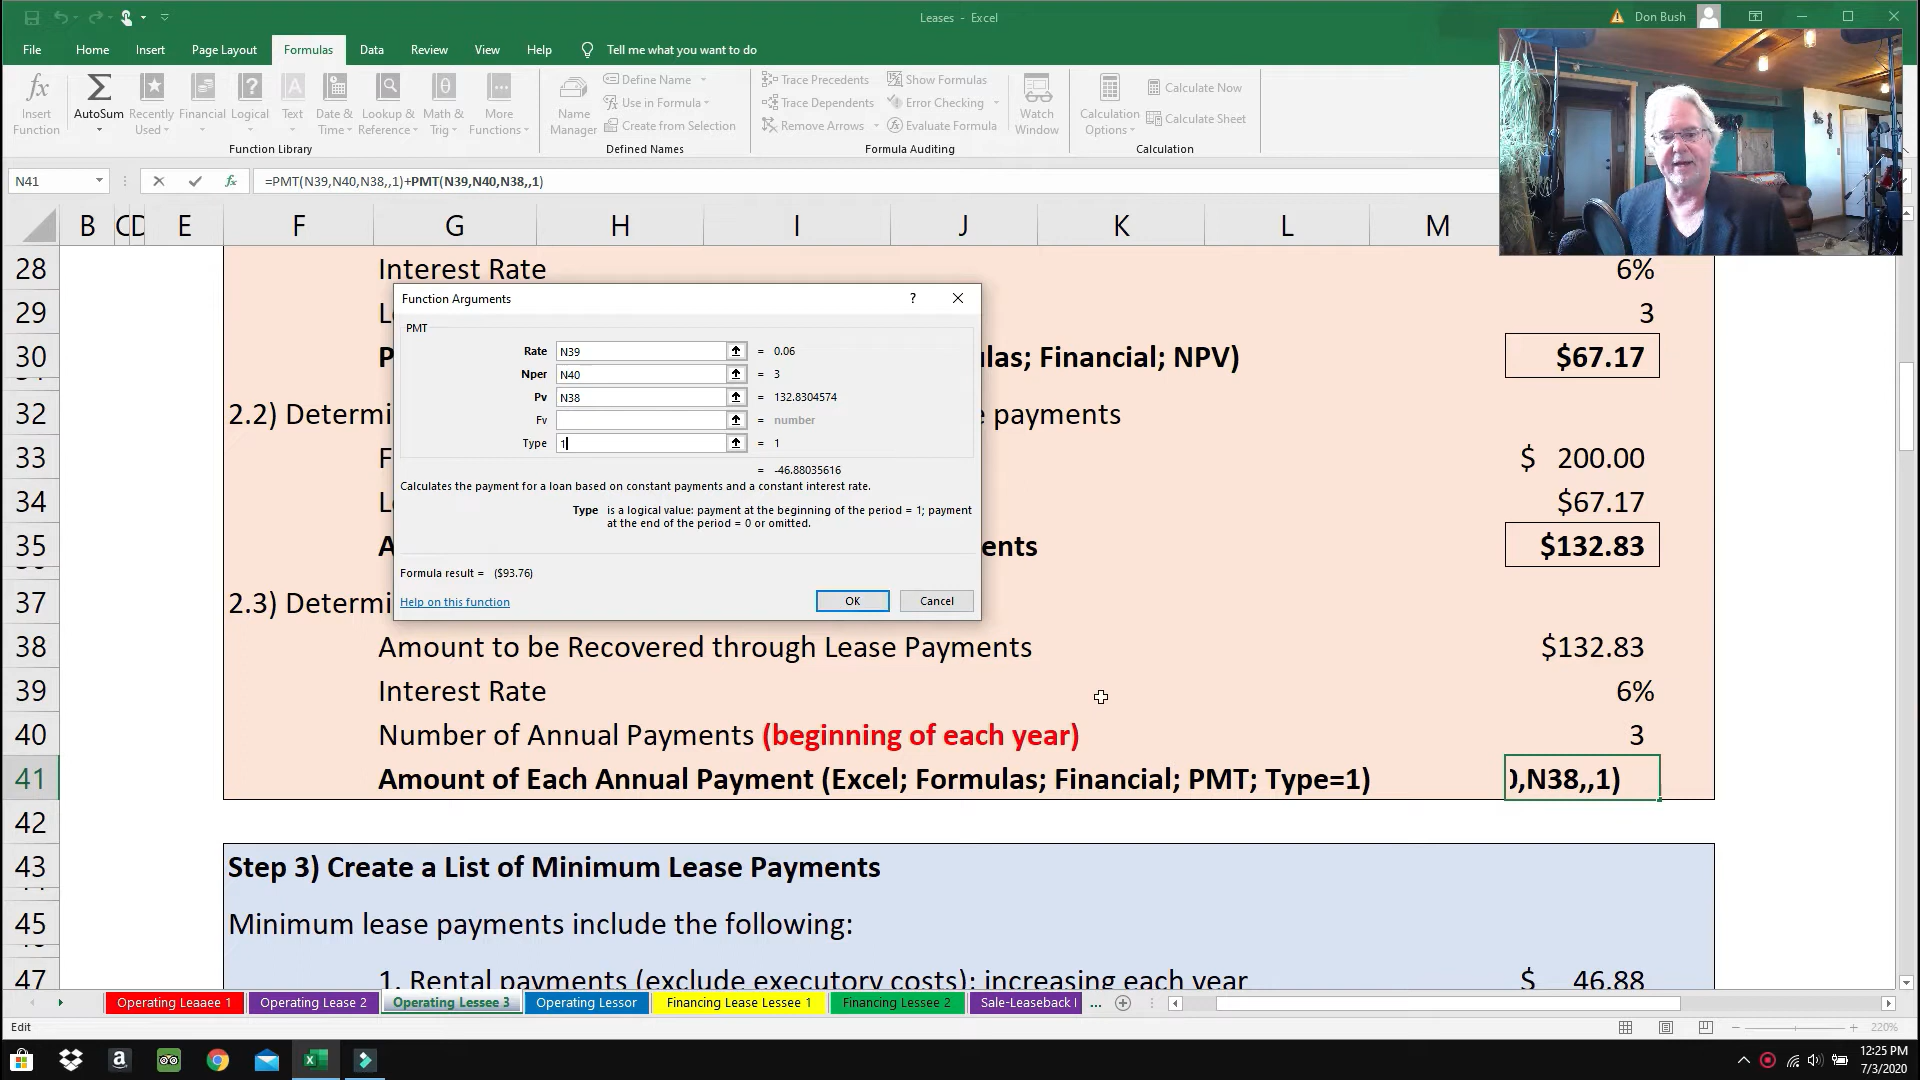 Leases - Excel
Don Bush
File Home Insert Page Layout Formulas Data Review View Help Tell me what you want to do
fx Insert Function
Σ AutoSum
Recently Used
Financial
Logical
A Text
Date & Time
Lookup & Reference
θ Math & Trig
More Functions
Function Library
Name Manager
Define Name
Use in Formula
Create from Selection
Defined Names
Trace Precedents
Trace Dependents
Remove Arrows
Show Formulas
Error Checking
Evaluate Formula
Watch Window
Formula Auditing
Calculation Options
Calculate Now
Calculate Sheet
Calculation
N41 fx =PMT(N39,N40,N38,,1)+PMT(N39,N40,N38,,1)
B C D E F G H I J K L M
28 Interest Rate 6%
Function Arguments ?
29 L 3
PMT
Rate N39 = 0.06
Nper N40 = 3
Pv N38 = 132.8304574
Fv = number
Type 1 = 1
= -46.88035616
Calculates the payment for a loan based on constant payments and a constant interest rate.
Type is a logical value: payment at the beginning of the period = 1; payment
at the end of the period = 0 or omitted.
Formula result = ($93.76)
Help on this function
OK Cancel
30 P las; Financial; NPV) $67.17
32 2.2) Determi e payments
33 F $ 200.00
34 L $67.17
35 A ents $132.83
37 2.3) Determi
38 Amount to be Recovered through Lease Payments $132.83
39 Interest Rate 6%
40 Number of Annual Payments (beginning of each year) 3
41 Amount of Each Annual Payment (Excel; Formulas; Financial; PMT; Type=1) ,N38,,1)
42
43 Step 3) Create a List of Minimum Lease Payments
45 Minimum lease payments include the following:
47 1. Rental payments (exclude executory costs); increasing each year $ 46.88
Operating Leaaee 1 Operating Lease 2 Operating Lessee 3 Operating Lessor Financing Lease Lessee 1 Financing Lessee 2 Sale-Leaseback ...
Edit
220%
12:25 PM
7/3/2020